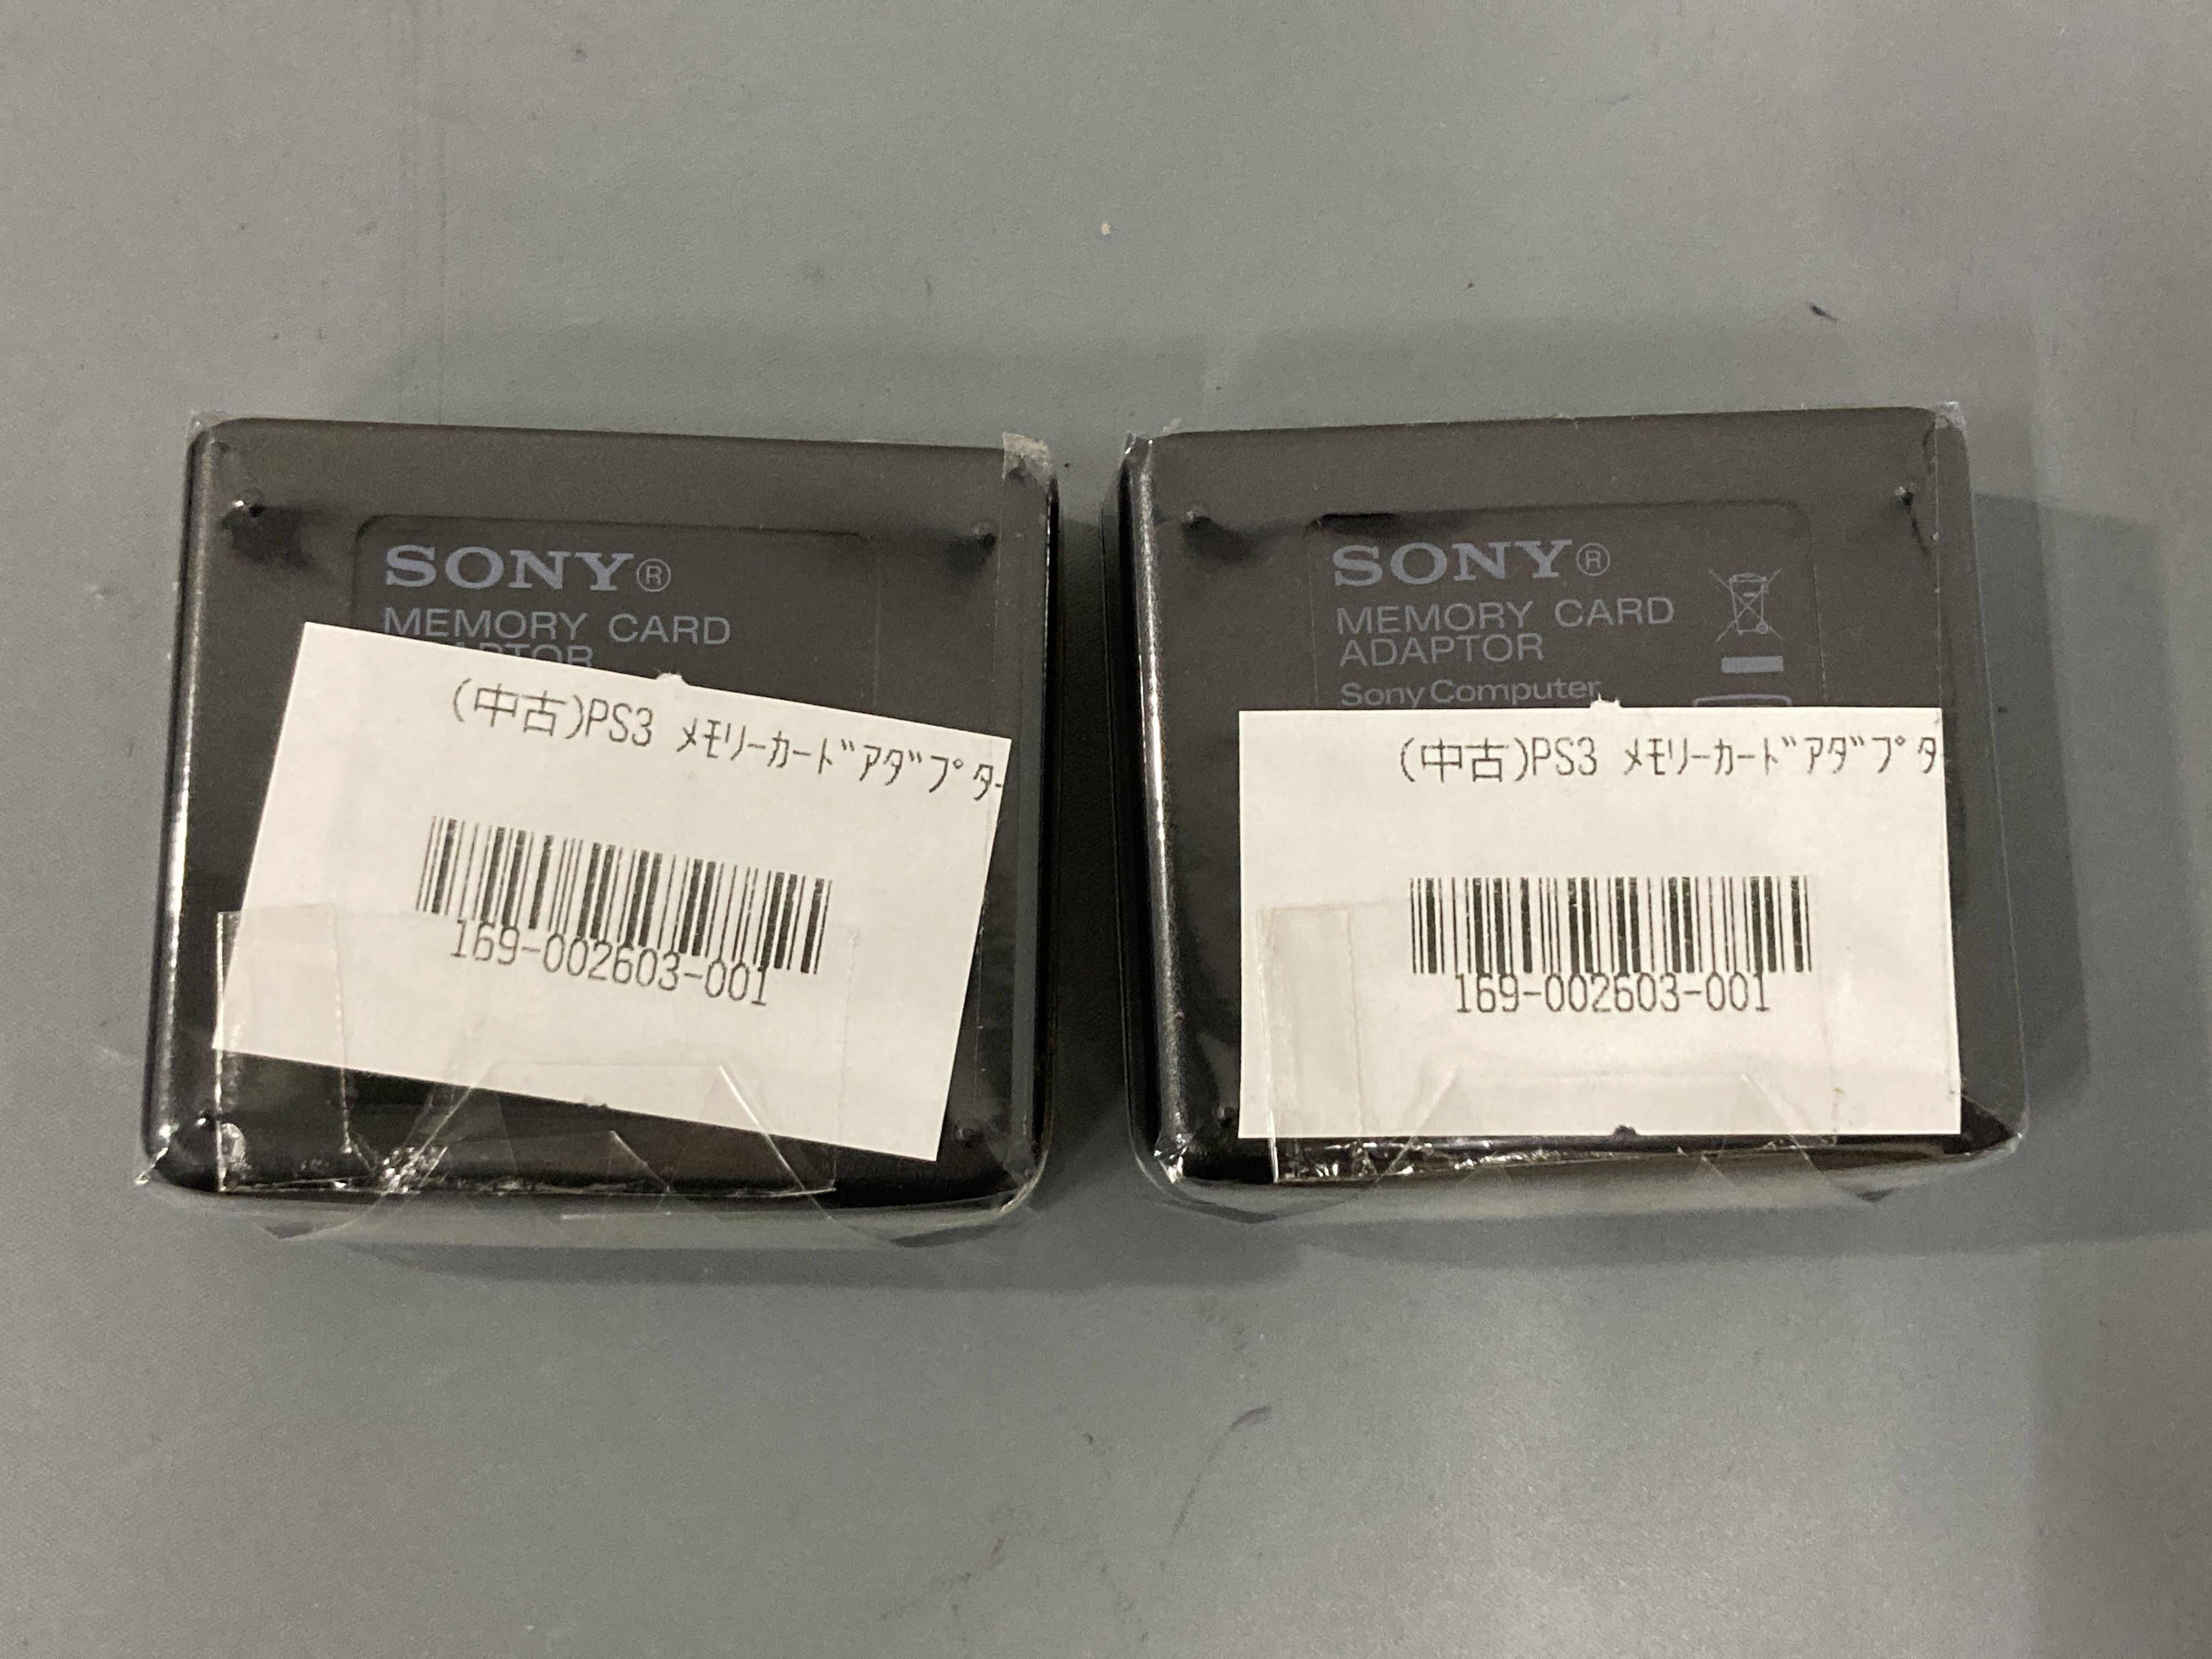 SONY®
MEMORY CARD
ADAPTOR
(中古)PS3 ﾒﾓﾘｰｶｰﾄﾞｱﾀﾞﾌﾟﾀｰ
169-002603-001
SONY®
MEMORY CARD
ADAPTOR
Sony Computer
(中古)PS3 ﾒﾓﾘｰｶｰﾄﾞｱﾀﾞﾌﾟﾀ
169-002603-001